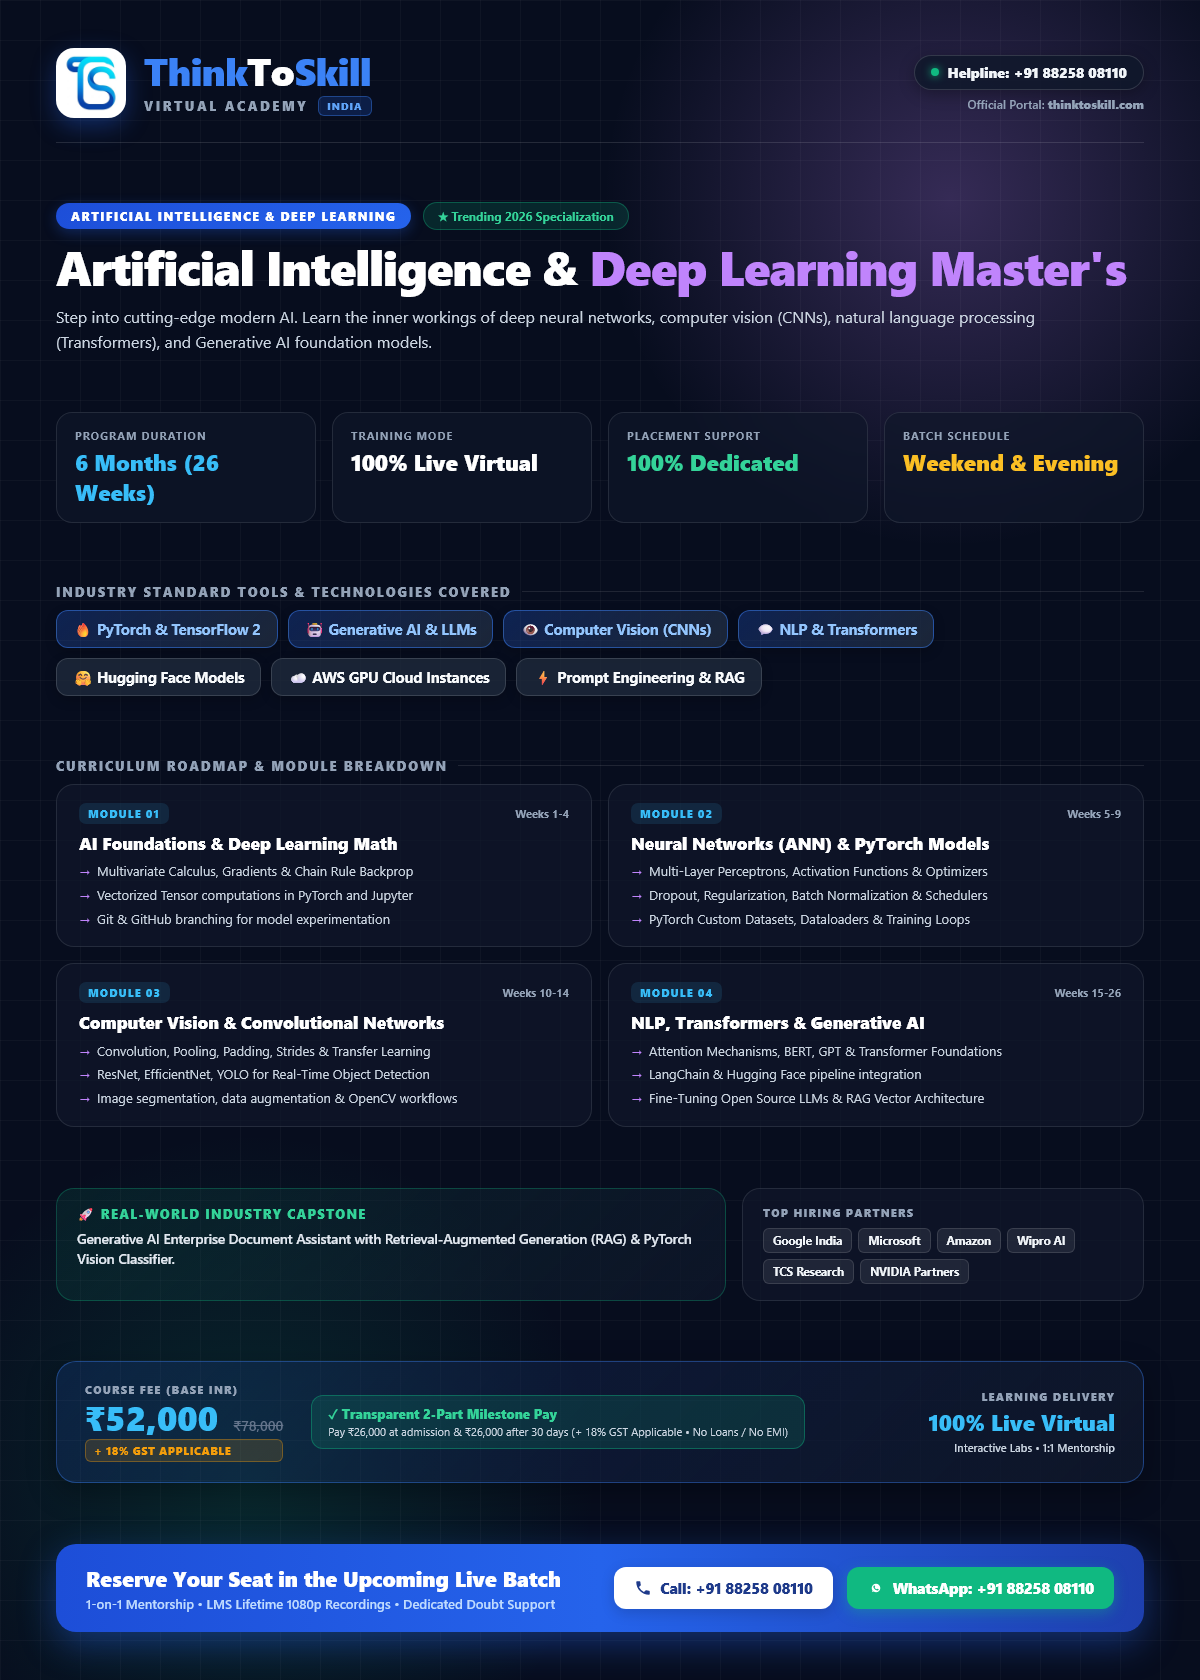 ThinkToSkill
VIRTUAL ACADEMY INDIA
Helpline: +91 88258 08110
Official Portal: thinktoskill.com
ARTIFICIAL INTELLIGENCE & DEEP LEARNING
★ Trending 2026 Specialization
Artificial Intelligence & Deep Learning Master's
Step into cutting-edge modern AI. Learn the inner workings of deep neural networks, computer vision (CNNs), natural language processing
(Transformers), and Generative AI foundation models.
PROGRAM DURATION
6 Months (26
Weeks)
TRAINING MODE
100% Live Virtual
PLACEMENT SUPPORT
100% Dedicated
BATCH SCHEDULE
Weekend & Evening
INDUSTRY STANDARD TOOLS & TECHNOLOGIES COVERED
🔥 PyTorch & TensorFlow 2
🤖 Generative AI & LLMs
👁 Computer Vision (CNNs)
💬 NLP & Transformers
🤗 Hugging Face Models
☁ AWS GPU Cloud Instances
⚡ Prompt Engineering & RAG
CURRICULUM ROADMAP & MODULE BREAKDOWN
MODULE 01
Weeks 1-4
AI Foundations & Deep Learning Math
→ Multivariate Calculus, Gradients & Chain Rule Backprop
→ Vectorized Tensor computations in PyTorch and Jupyter
→ Git & GitHub branching for model experimentation
MODULE 02
Weeks 5-9
Neural Networks (ANN) & PyTorch Models
→ Multi-Layer Perceptrons, Activation Functions & Optimizers
→ Dropout, Regularization, Batch Normalization & Schedulers
→ PyTorch Custom Datasets, Dataloaders & Training Loops
MODULE 03
Weeks 10-14
Computer Vision & Convolutional Networks
→ Convolution, Pooling, Padding, Strides & Transfer Learning
→ ResNet, EfficientNet, YOLO for Real-Time Object Detection
→ Image segmentation, data augmentation & OpenCV workflows
MODULE 04
Weeks 15-26
NLP, Transformers & Generative AI
→ Attention Mechanisms, BERT, GPT & Transformer Foundations
→ LangChain & Hugging Face pipeline integration
→ Fine-Tuning Open Source LLMs & RAG Vector Architecture
🚀 REAL-WORLD INDUSTRY CAPSTONE
Generative AI Enterprise Document Assistant with Retrieval-Augmented Generation (RAG) & PyTorch
Vision Classifier.
TOP HIRING PARTNERS
Google India
Microsoft
Amazon
Wipro AI
TCS Research
NVIDIA Partners
COURSE FEE (BASE INR)
₹52,000 ₹78,000
+ 18% GST APPLICABLE
✓ Transparent 2-Part Milestone Pay
Pay ₹26,000 at admission & ₹26,000 after 30 days (+ 18% GST Applicable • No Loans / No EMI)
LEARNING DELIVERY
100% Live Virtual
Interactive Labs • 1:1 Mentorship
Reserve Your Seat in the Upcoming Live Batch
1-on-1 Mentorship • LMS Lifetime 1080p Recordings • Dedicated Doubt Support
Call: +91 88258 08110
WhatsApp: +91 88258 08110